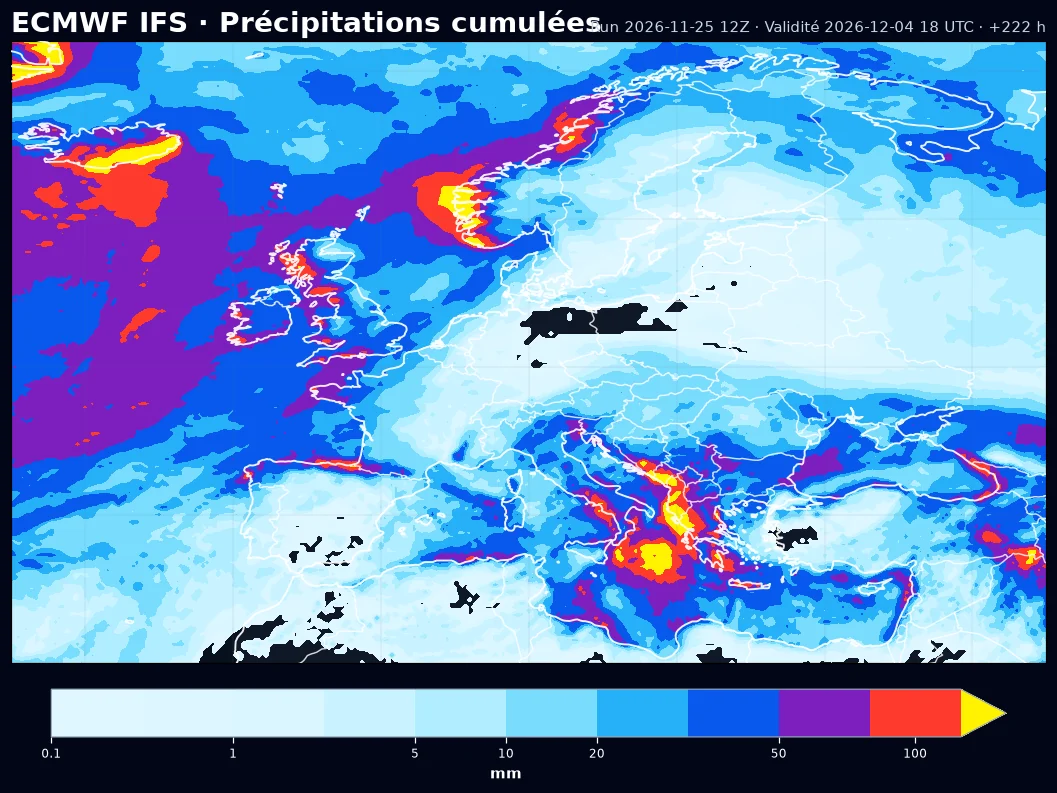 ECMWF IFS · Précipitations cumulées
Run 2026-11-25 12Z · Validité 2026-12-04 18 UTC · +222 h
0.1 1 5 10 20 50 100
mm